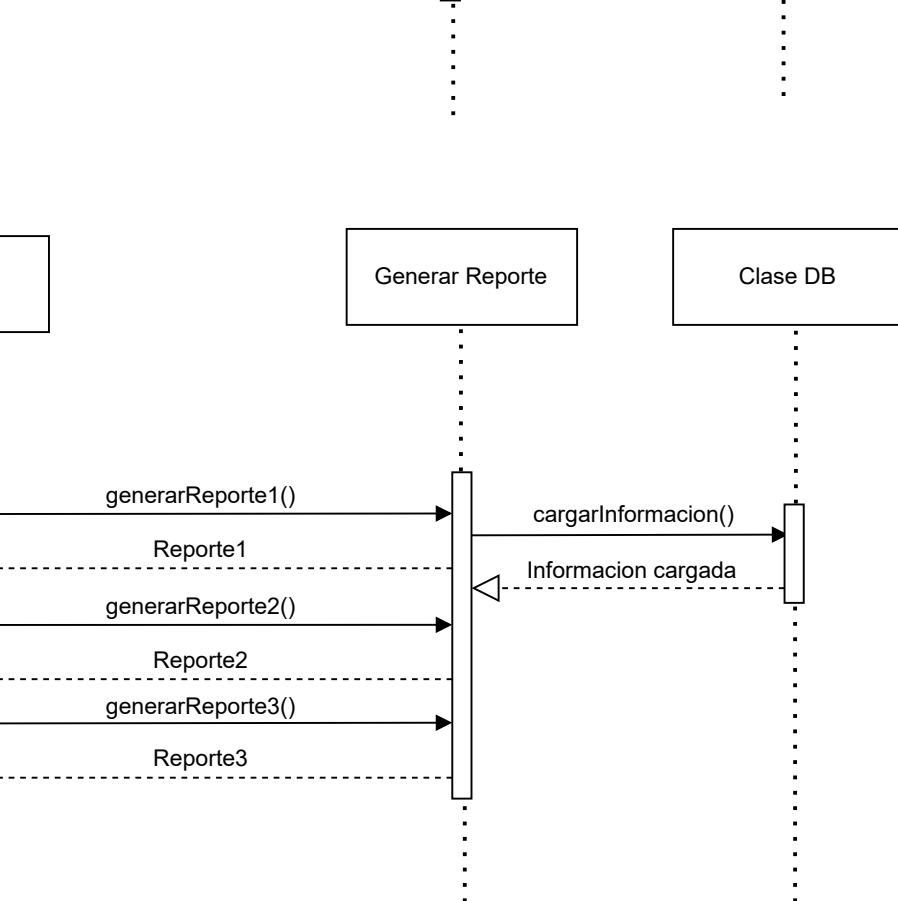 Generar Reporte
Clase DB
generarReporte1()
cargarInformacion()
Reporte1
Informacion cargada
generarReporte2()
Reporte2
generarReporte3()
Reporte3